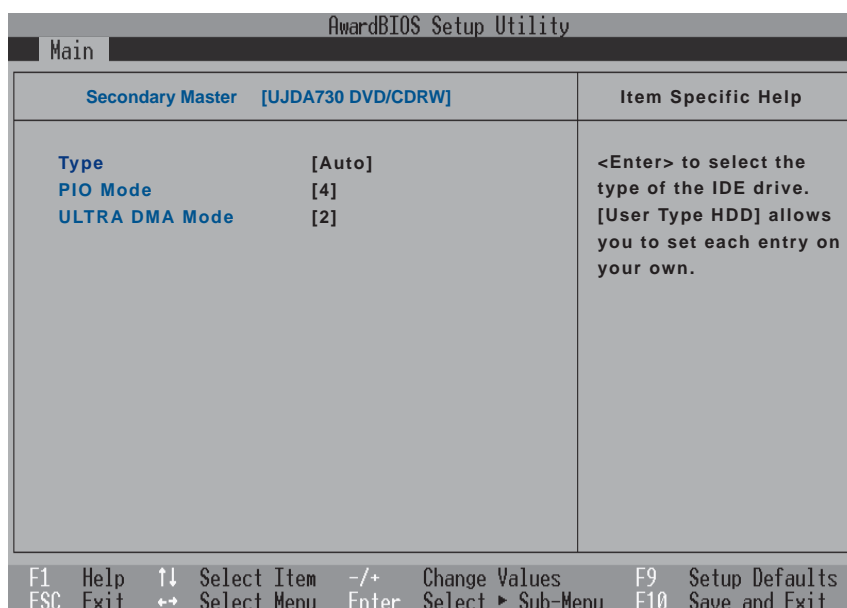 AwardBIOS Setup Utility
Main
Secondary Master [UJDA730 DVD/CDRW]
Item Specific Help
Type [Auto]
PIO Mode [4]
ULTRA DMA Mode [2]
<Enter> to select the
type of the IDE drive.
[User Type HDD] allows
you to set each entry on
your own.
F1 Help ↑↓ Select Item -/+ Change Values F9 Setup Defaults
ESC Exit ↔ Select Menu Enter Select ► Sub-Menu F10 Save and Exit